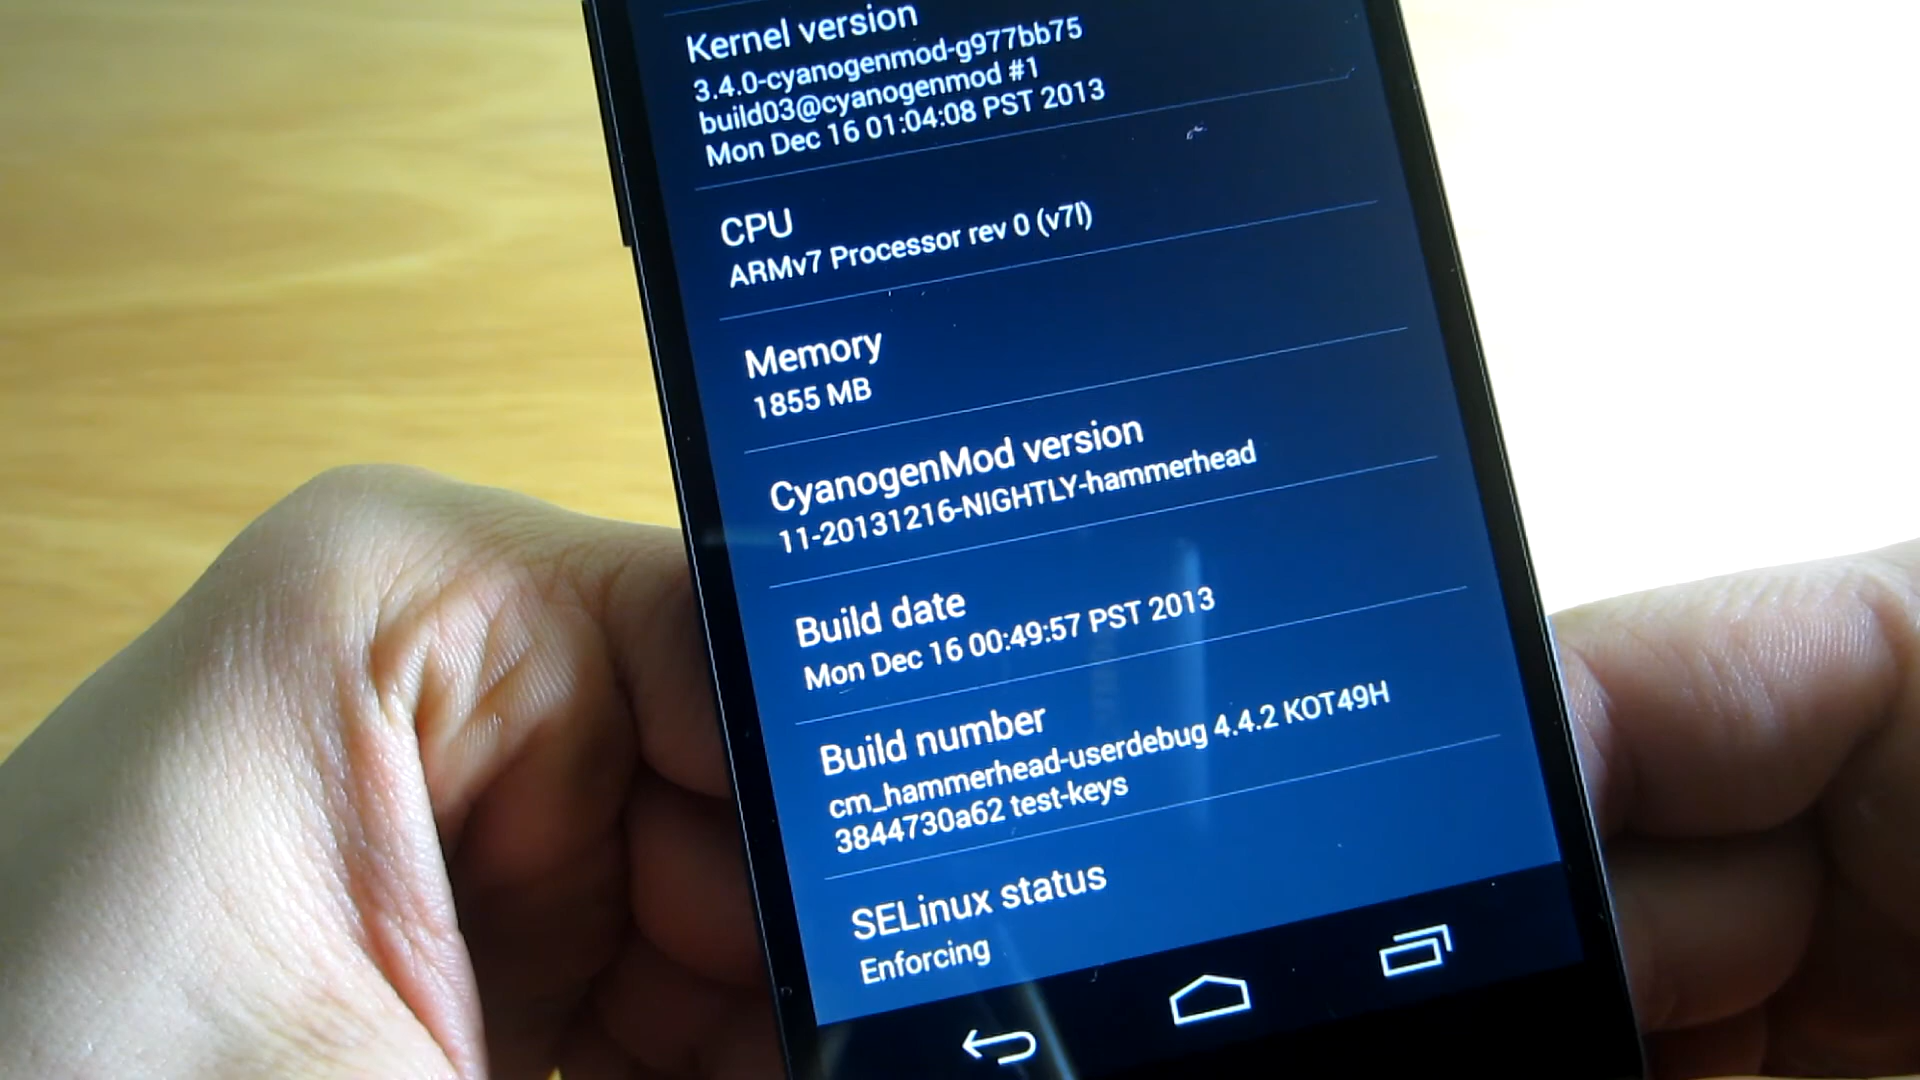 Kernel version
3.4.0-cyanogenmod-g977bb75
build03@cyanogenmod #1
Mon Dec 16 01:04:08 PST 2013
CPU
ARMv7 Processor rev 0 (v7l)
Memory
1855 MB
CyanogenMod version
11-20131216-NIGHTLY-hammerhead
Build date
Mon Dec 16 00:49:57 PST 2013
Build number
cm_hammerhead-userdebug 4.4.2 KOT49H
3844730a62 test-keys
SELinux status
Enforcing